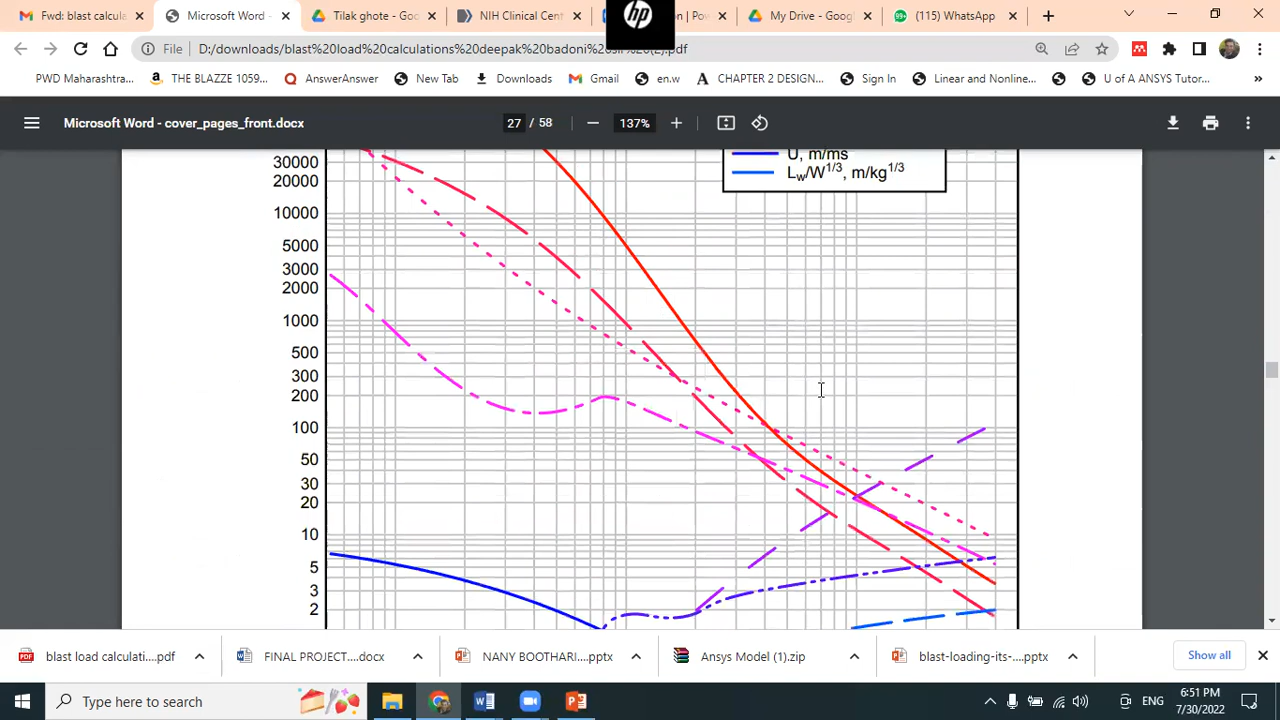 Fwd: blast calcula
Microsoft Word -
Tilak ghote - Goo
NIH Clinical Cent
n | Po
My Drive - Googl
(115) WhatsApp
hp
File
D:/downloads/blast%20load%20calculations%20deepak%20badoni%20sir%20(2).pdf
PWD Maharashtra...
THE BLAZZE 1059...
AnswerAnswer
New Tab
Downloads
Gmail
en.w
CHAPTER 2 DESIGN...
Sign In
Linear and Nonline...
U of A ANSYS Tutor...
»
Microsoft Word - cover_pages_front.docx
27 / 58
137%
U, m/ms
Lw/W1/3, m/kg1/3
30000
20000
10000
5000
3000
2000
1000
500
300
200
100
50
30
20
10
5
3
2
blast load calculati....pdf
FINAL PROJECT....docx
NANY BOOTHARI....pptx
Ansys Model (1).zip
blast-loading-its-....pptx
Show all
Type here to search
ENG
6:51 PM
7/30/2022